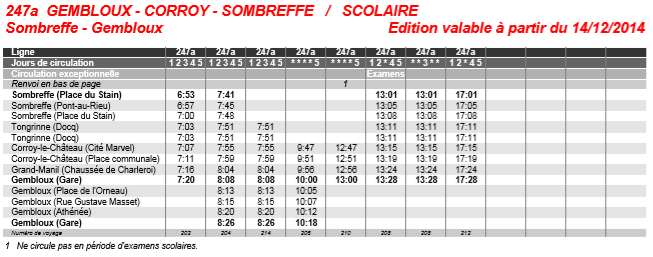 247a GEMBLOUX - CORROY - SOMBREFFE / SCOLAIRE
Sombreffe - Gembloux Edition valable à partir du 14/12/2014
Ligne 247a 247a 247a 247a 247a 247a 247a 247a
Jours de circulation 1 2 3 4 5 1 2 3 4 5 1 2 3 4 5 * * * * 5 * * * * 5 1 2 * 4 5 * * 3 * * 1 2 * 4 5
Circulation exceptionnelle Examens
Renvoi en bas de page 1
Sombreffe (Place du Stain) 6:53 7:41 13:01 13:01 17:01
Sombreffe (Pont-au-Rieu) 6:57 7:45 13:05 13:05 17:05
Sombreffe (Place du Stain) 7:00 7:48 13:08 13:08 17:08
Tongrinne (Docq) 7:03 7:51 7:51 13:11 13:11 17:11
Tongrinne (Docq) 7:03 7:51 7:51 13:11 13:11 17:11
Corroy-le-Château (Cité Marvel) 7:07 7:55 7:55 9:47 12:47 13:15 13:15 17:15
Corroy-le-Château (Place communale) 7:11 7:59 7:59 9:51 12:51 13:19 13:19 17:19
Grand-Manil (Chaussée de Charleroi) 7:16 8:04 8:04 9:56 12:56 13:24 13:24 17:24
Gembloux (Gare) 7:20 8:08 8:08 10:00 13:00 13:28 13:28 17:28
Gembloux (Place de l'Orneau) 8:13 8:13 10:05
Gembloux (Rue Gustave Masset) 8:15 8:15 10:07
Gembloux (Athénée) 8:20 8:20 10:12
Gembloux (Gare) 8:26 8:26 10:18
Numéro de voyage 202 204 214 206 210 208 208 212
1 Ne circule pas en période d'examens scolaires.